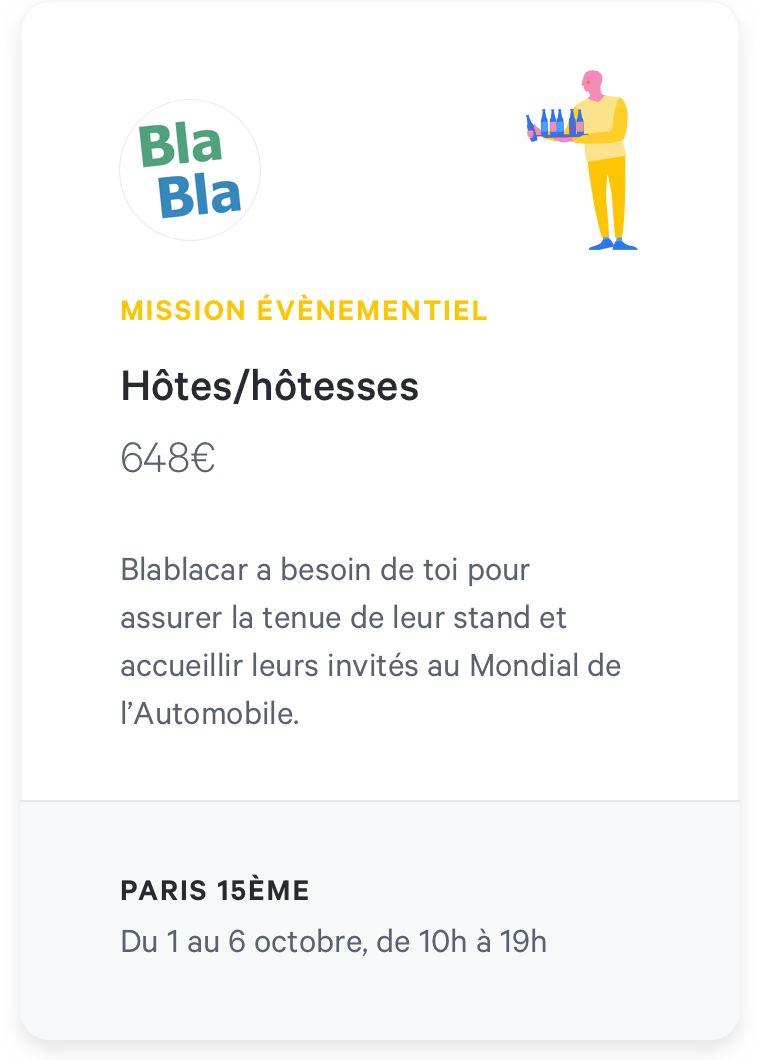 Bla
Bla
MISSION ÉVÈNEMENTIEL
Hôtes/hôtesses
648€
Blablacar a besoin de toi pour
assurer la tenue de leur stand et
accueillir leurs invités au Mondial de
l’Automobile.
PARIS 15ÈME
Du 1 au 6 octobre, de 10h à 19h